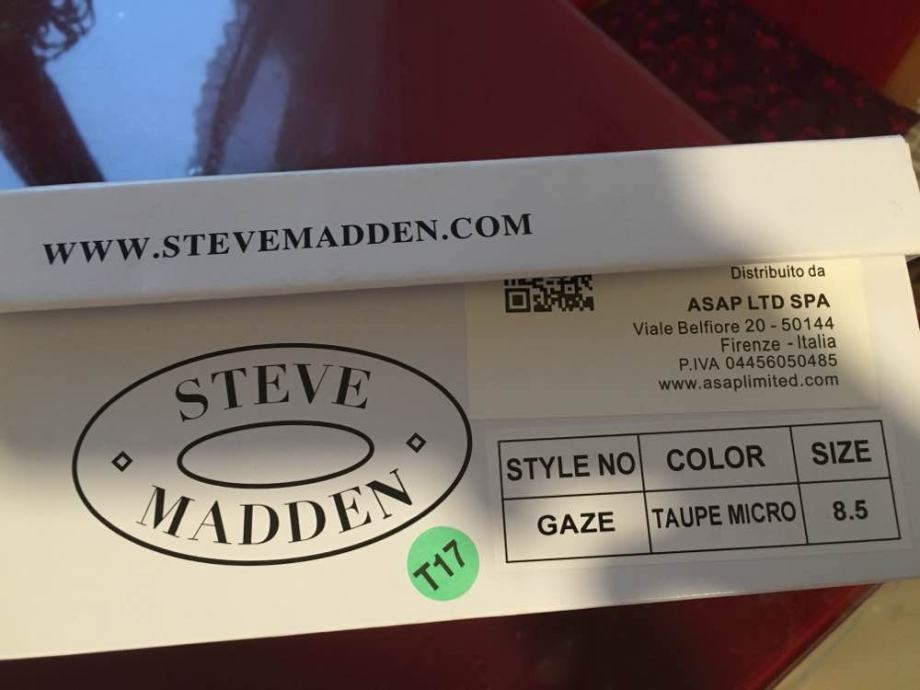 WWW.STEVEMADDEN.COM
Distribuito da
ASAP LTD SPA
Viale Belfiore 20 - 50144
Firenze - Italia
P.IVA 04456050485
www.asaplimited.com
STEVE
MADDEN
T17
STYLE NO COLOR SIZE
GAZE TAUPE MICRO 8.5